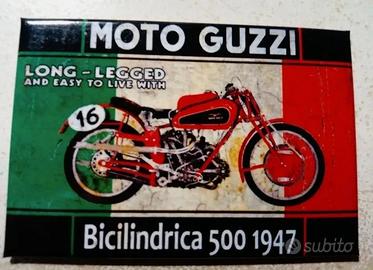 MOTO GUZZI
LONG-LEGGED
AND EASY TO LIVE WITH
16
Bicilindrica 500 1947
subito